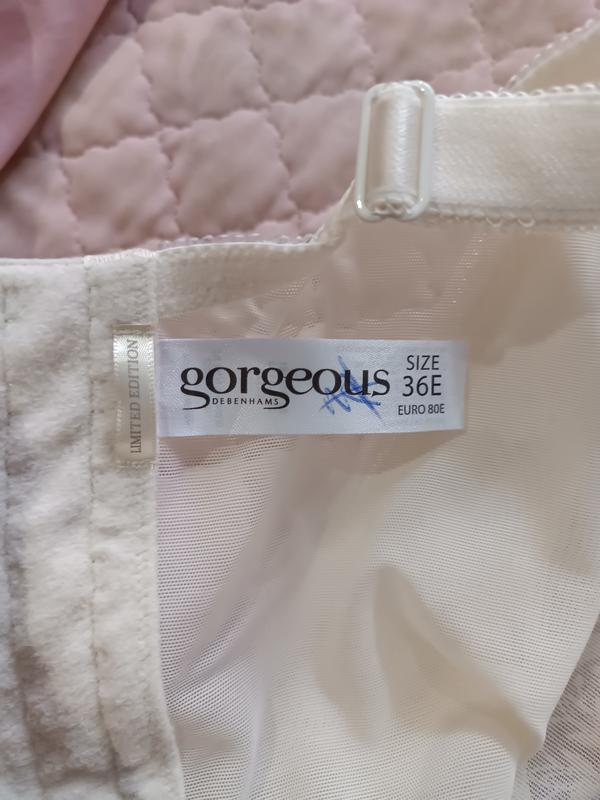 LIMITED EDITION
gorgeous
DEBENHAMS
SIZE
36E
EURO 80E